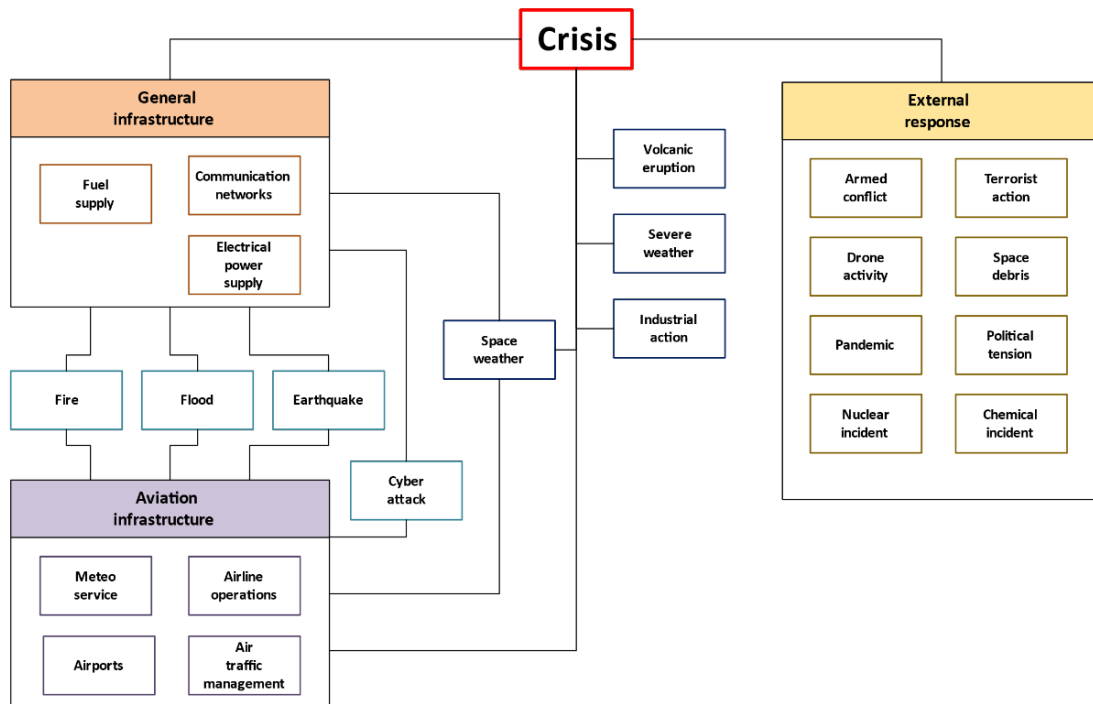 Crisis
General
infrastructure
Fuel
supply
Communication
networks
Electrical
power
supply
Volcanic
eruption
Severe
weather
Industrial
action
Space
weather
External
response
Armed
conflict
Terrorist
action
Drone
activity
Space
debris
Pandemic
Political
tension
Nuclear
incident
Chemical
incident
Fire
Flood
Earthquake
Cyber
attack
Aviation
infrastructure
Meteo
service
Airline
operations
Airports
Air
traffic
management